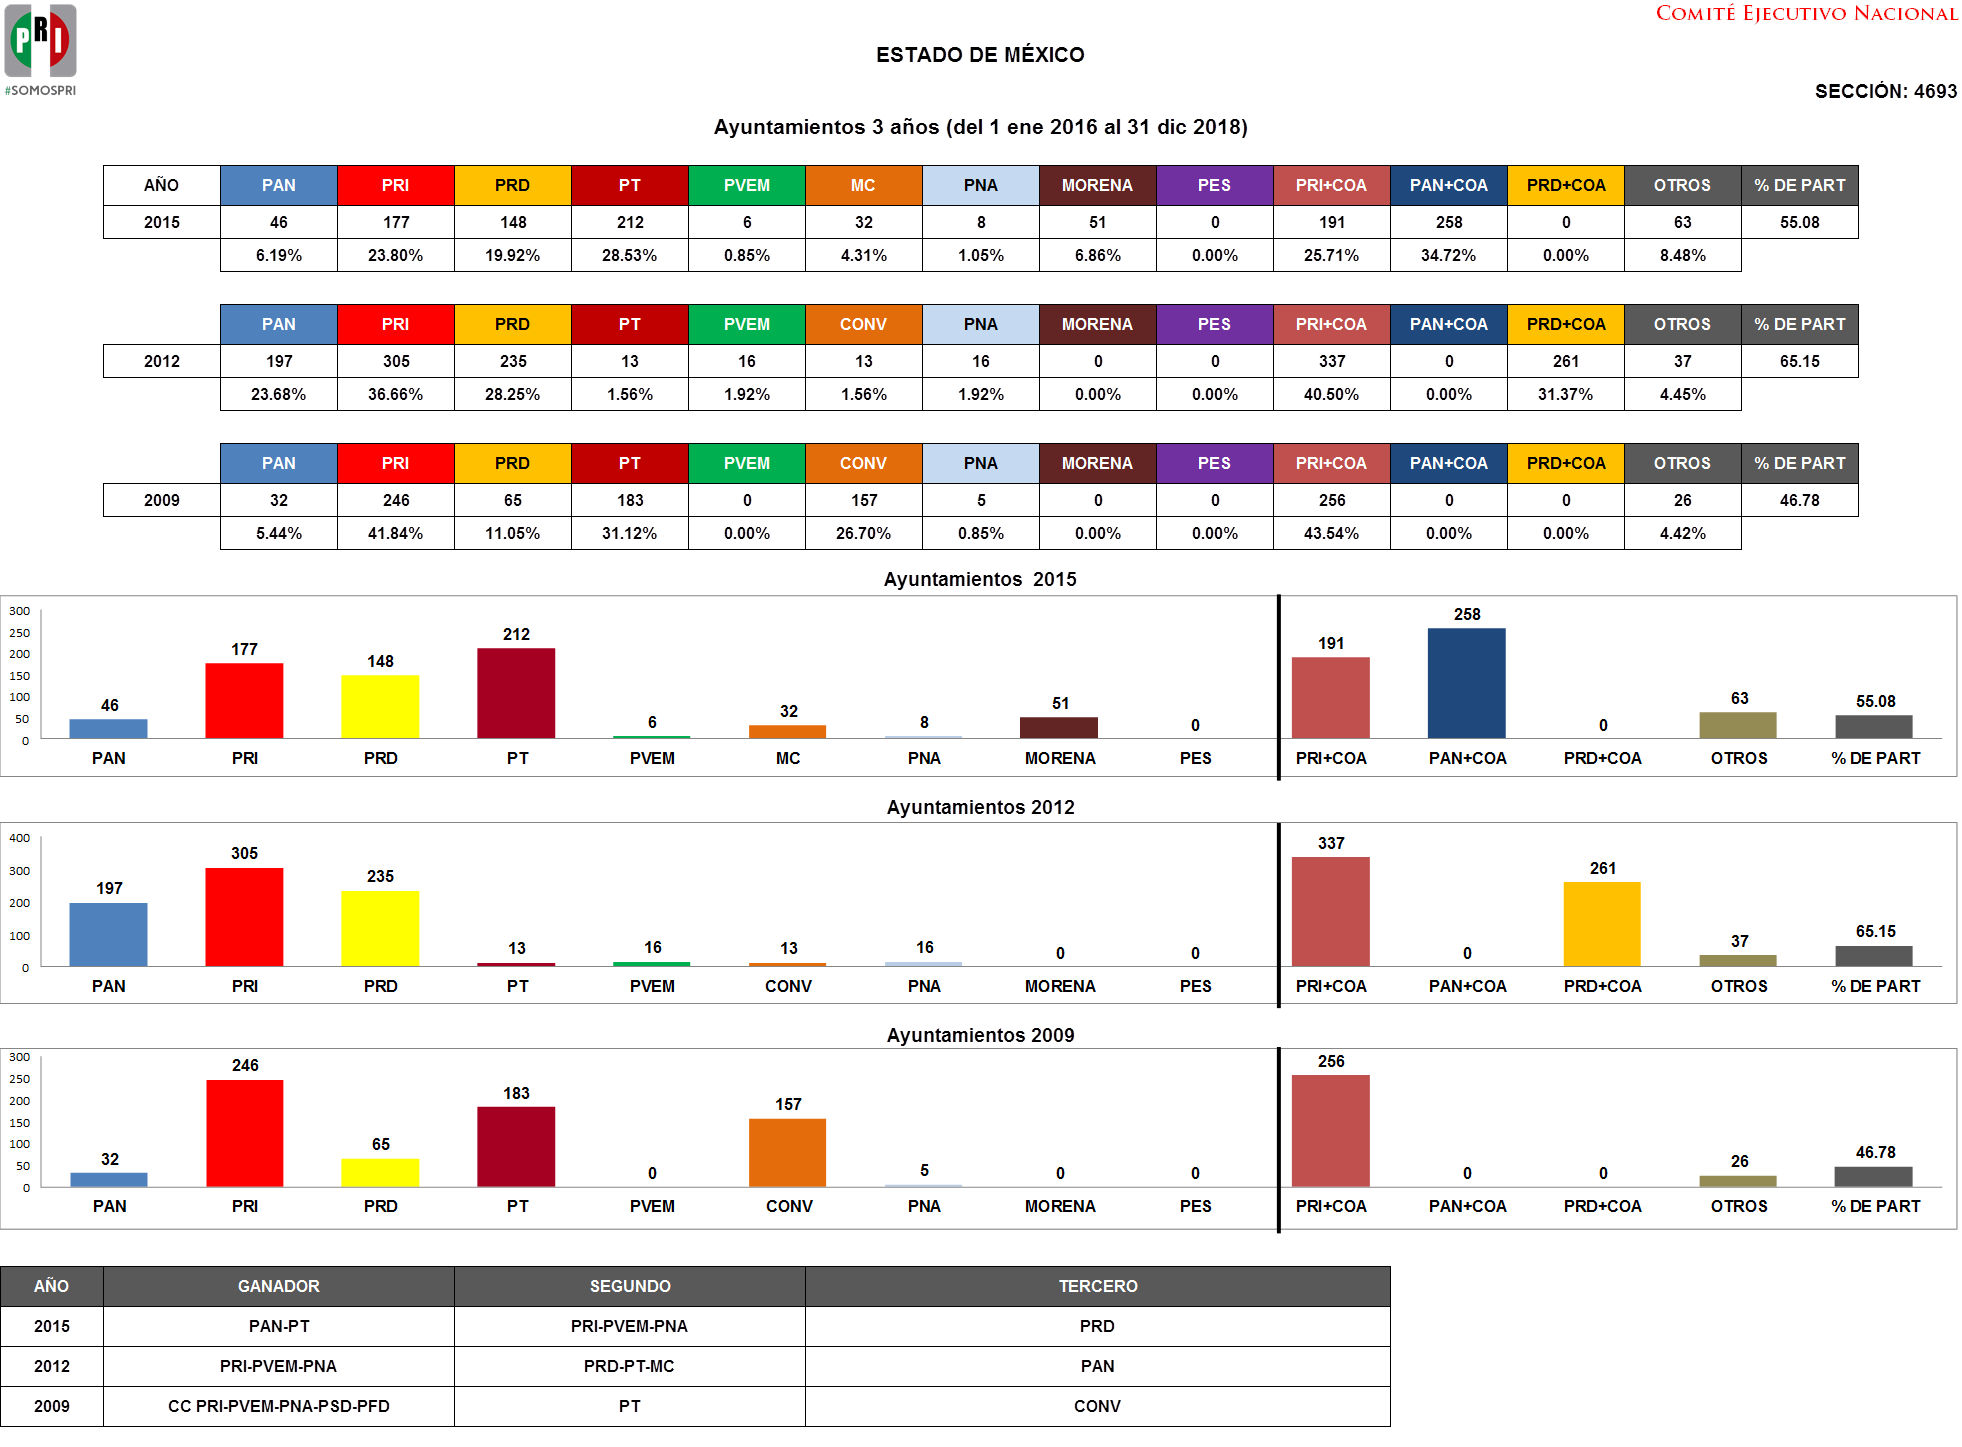 PRI
#SOMOSPRI
COMITÉ EJECUTIVO NACIONAL
ESTADO DE MÉXICO
SECCIÓN: 4693
Ayuntamientos 3 años (del 1 ene 2016 al 31 dic 2018)
AÑO PAN PRI PRD PT PVEM MC PNA MORENA PES PRI+COA PAN+COA PRD+COA OTROS % DE PART
2015 46 177 148 212 6 32 8 51 0 191 258 0 63 55.08
6.19% 23.80% 19.92% 28.53% 0.85% 4.31% 1.05% 6.86% 0.00% 25.71% 34.72% 0.00% 8.48%
PAN PRI PRD PT PVEM CONV PNA MORENA PES PRI+COA PAN+COA PRD+COA OTROS % DE PART
2012 197 305 235 13 16 13 16 0 0 337 0 261 37 65.15
23.68% 36.66% 28.25% 1.56% 1.92% 1.56% 1.92% 0.00% 0.00% 40.50% 0.00% 31.37% 4.45%
PAN PRI PRD PT PVEM CONV PNA MORENA PES PRI+COA PAN+COA PRD+COA OTROS % DE PART
2009 32 246 65 183 0 157 5 0 0 256 0 0 26 46.78
5.44% 41.84% 11.05% 31.12% 0.00% 26.70% 0.85% 0.00% 0.00% 43.54% 0.00% 0.00% 4.42%
Ayuntamientos 2015
300
250
200
150
100
50
0
46 177 148 212 6 32 8 51 0 191 258 0 63 55.08
PAN PRI PRD PT PVEM MC PNA MORENA PES PRI+COA PAN+COA PRD+COA OTROS % DE PART
Ayuntamientos 2012
400
300
200
100
0
197 305 235 13 16 13 16 0 0 337 0 261 37 65.15
PAN PRI PRD PT PVEM CONV PNA MORENA PES PRI+COA PAN+COA PRD+COA OTROS % DE PART
Ayuntamientos 2009
300
250
200
150
100
50
0
32 246 65 183 0 157 5 0 0 256 0 0 26 46.78
PAN PRI PRD PT PVEM CONV PNA MORENA PES PRI+COA PAN+COA PRD+COA OTROS % DE PART
AÑO GANADOR SEGUNDO TERCERO
2015 PAN-PT PRI-PVEM-PNA PRD
2012 PRI-PVEM-PNA PRD-PT-MC PAN
2009 CC PRI-PVEM-PNA-PSD-PFD PT CONV